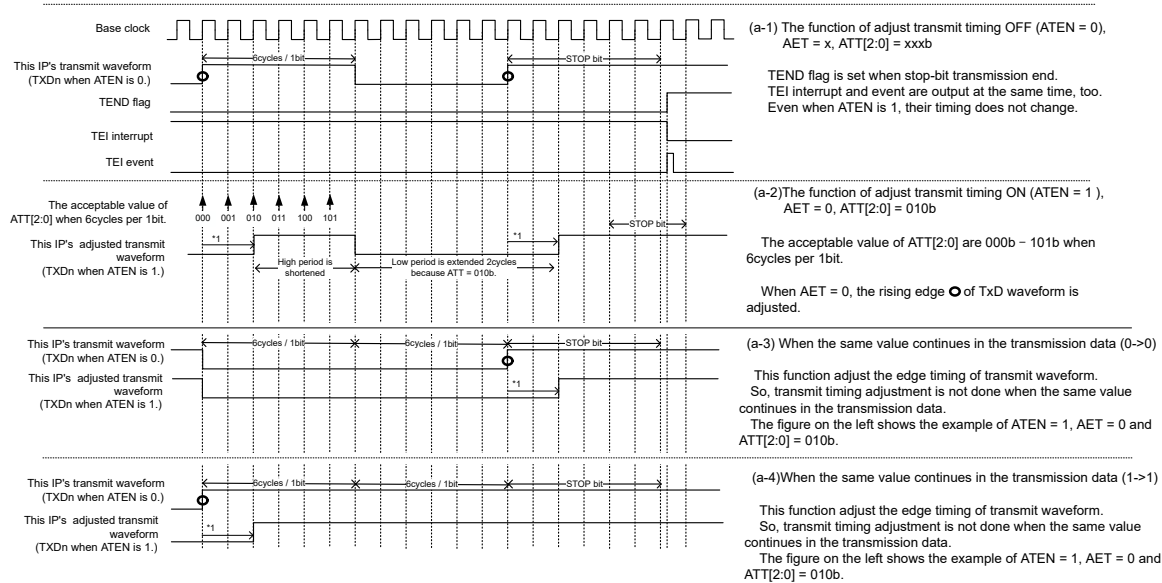 Base clock
This IP's transmit waveform
(TXDn when ATEN is 0.)
6cycles / 1bit
STOP bit
TEND flag
TEI interrupt
TEI event
(a-1) The function of adjust transmit timing OFF (ATEN = 0),
AET = x, ATT[2:0] = xxxb
TEND flag is set when stop-bit transmission end.
TEI interrupt and event are output at the same time, too.
Even when ATEN is 1, their timing does not change.
The acceptable value of
ATT[2:0] when 6cycles per 1bit.
000 001 010 011 100 101
This IP's adjusted transmit
waveform
(TXDn when ATEN is 1.)
*1
High period is
shortened
Low period is extended 2cycles
because ATT = 010b.
*1
STOP bit
(a-2)The function of adjust transmit timing ON (ATEN = 1 ),
AET = 0, ATT[2:0] = 010b
The acceptable value of ATT[2:0] are 000b − 101b when
6cycles per 1bit.
When AET = 0, the rising edge of TxD waveform is
adjusted.
This IP's transmit waveform
(TXDn when ATEN is 0.)
6cycles / 1bit
6cycles / 1bit
STOP bit
This IP's adjusted transmit
waveform
(TXDn when ATEN is 1.)
*1
(a-3) When the same value continues in the transmission data (0->0)
This function adjust the edge timing of transmit waveform.
So, transmit timing adjustment is not done when the same value
continues in the transmission data.
The figure on the left shows the example of ATEN = 1, AET = 0 and
ATT[2:0] = 010b.
This IP's transmit waveform
(TXDn when ATEN is 0.)
6cycles / 1bit
6cycles / 1bit
STOP bit
This IP's adjusted transmit
waveform
(TXDn when ATEN is 1.)
*1
(a-4)When the same value continues in the transmission data (1->1)
This function adjust the edge timing of transmit waveform.
So, transmit timing adjustment is not done when the same value
continues in the transmission data.
The figure on the left shows the example of ATEN = 1, AET = 0 and
ATT[2:0] = 010b.